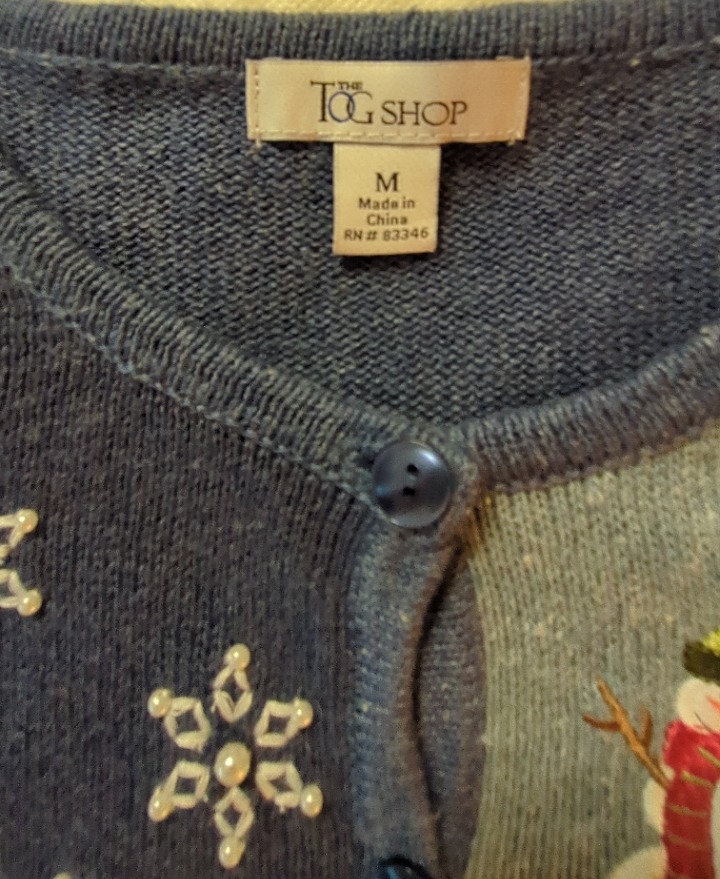 THE
TOG SHOP
M
Made in
China
RN # 83346